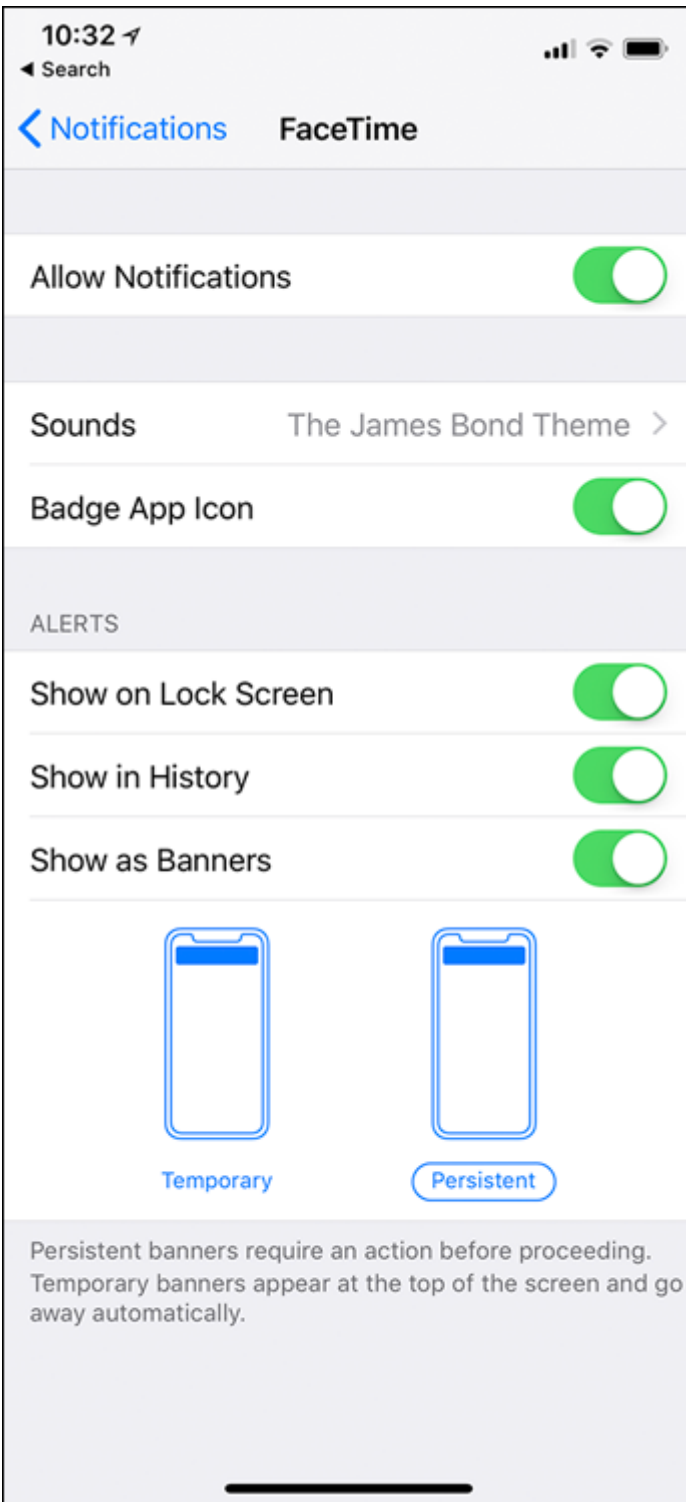 10:32
Search
Notifications FaceTime
Allow Notifications
Sounds The James Bond Theme
Badge App Icon
ALERTS
Show on Lock Screen
Show in History
Show as Banners
Temporary Persistent
Persistent banners require an action before proceeding.
Temporary banners appear at the top of the screen and go
away automatically.